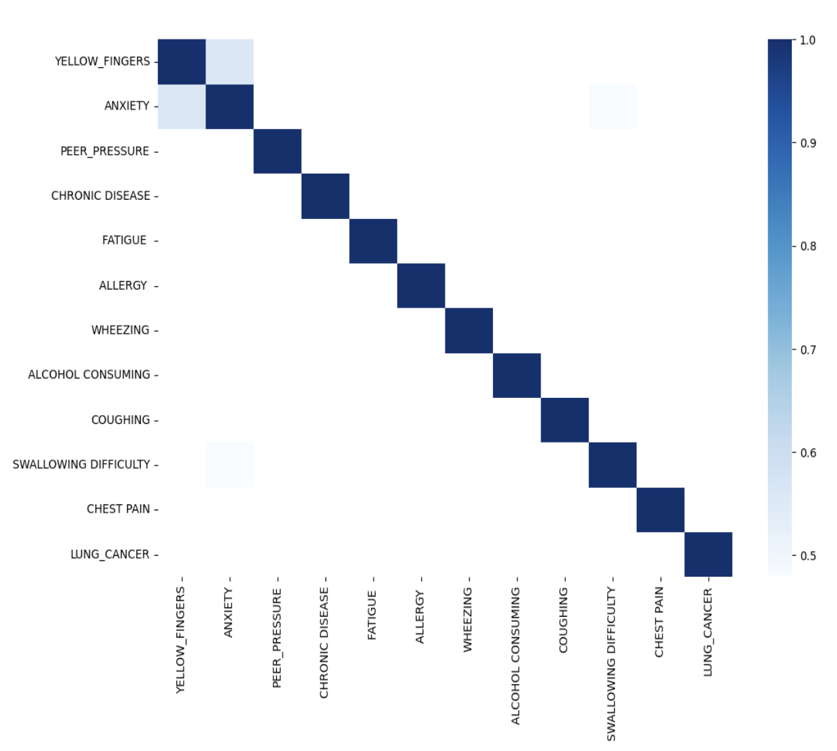 YELLOW_FINGERS
ANXIETY
PEER_PRESSURE
CHRONIC DISEASE
FATIGUE
ALLERGY
WHEEZING
ALCOHOL CONSUMING
COUGHING
SWALLOWING DIFFICULTY
CHEST PAIN
LUNG_CANCER
YELLOW_FINGERS
ANXIETY
PEER_PRESSURE
CHRONIC DISEASE
FATIGUE
ALLERGY
WHEEZING
ALCOHOL CONSUMING
COUGHING
SWALLOWING DIFFICULTY
CHEST PAIN
LUNG_CANCER
1.0
0.9
0.8
0.7
0.6
0.5